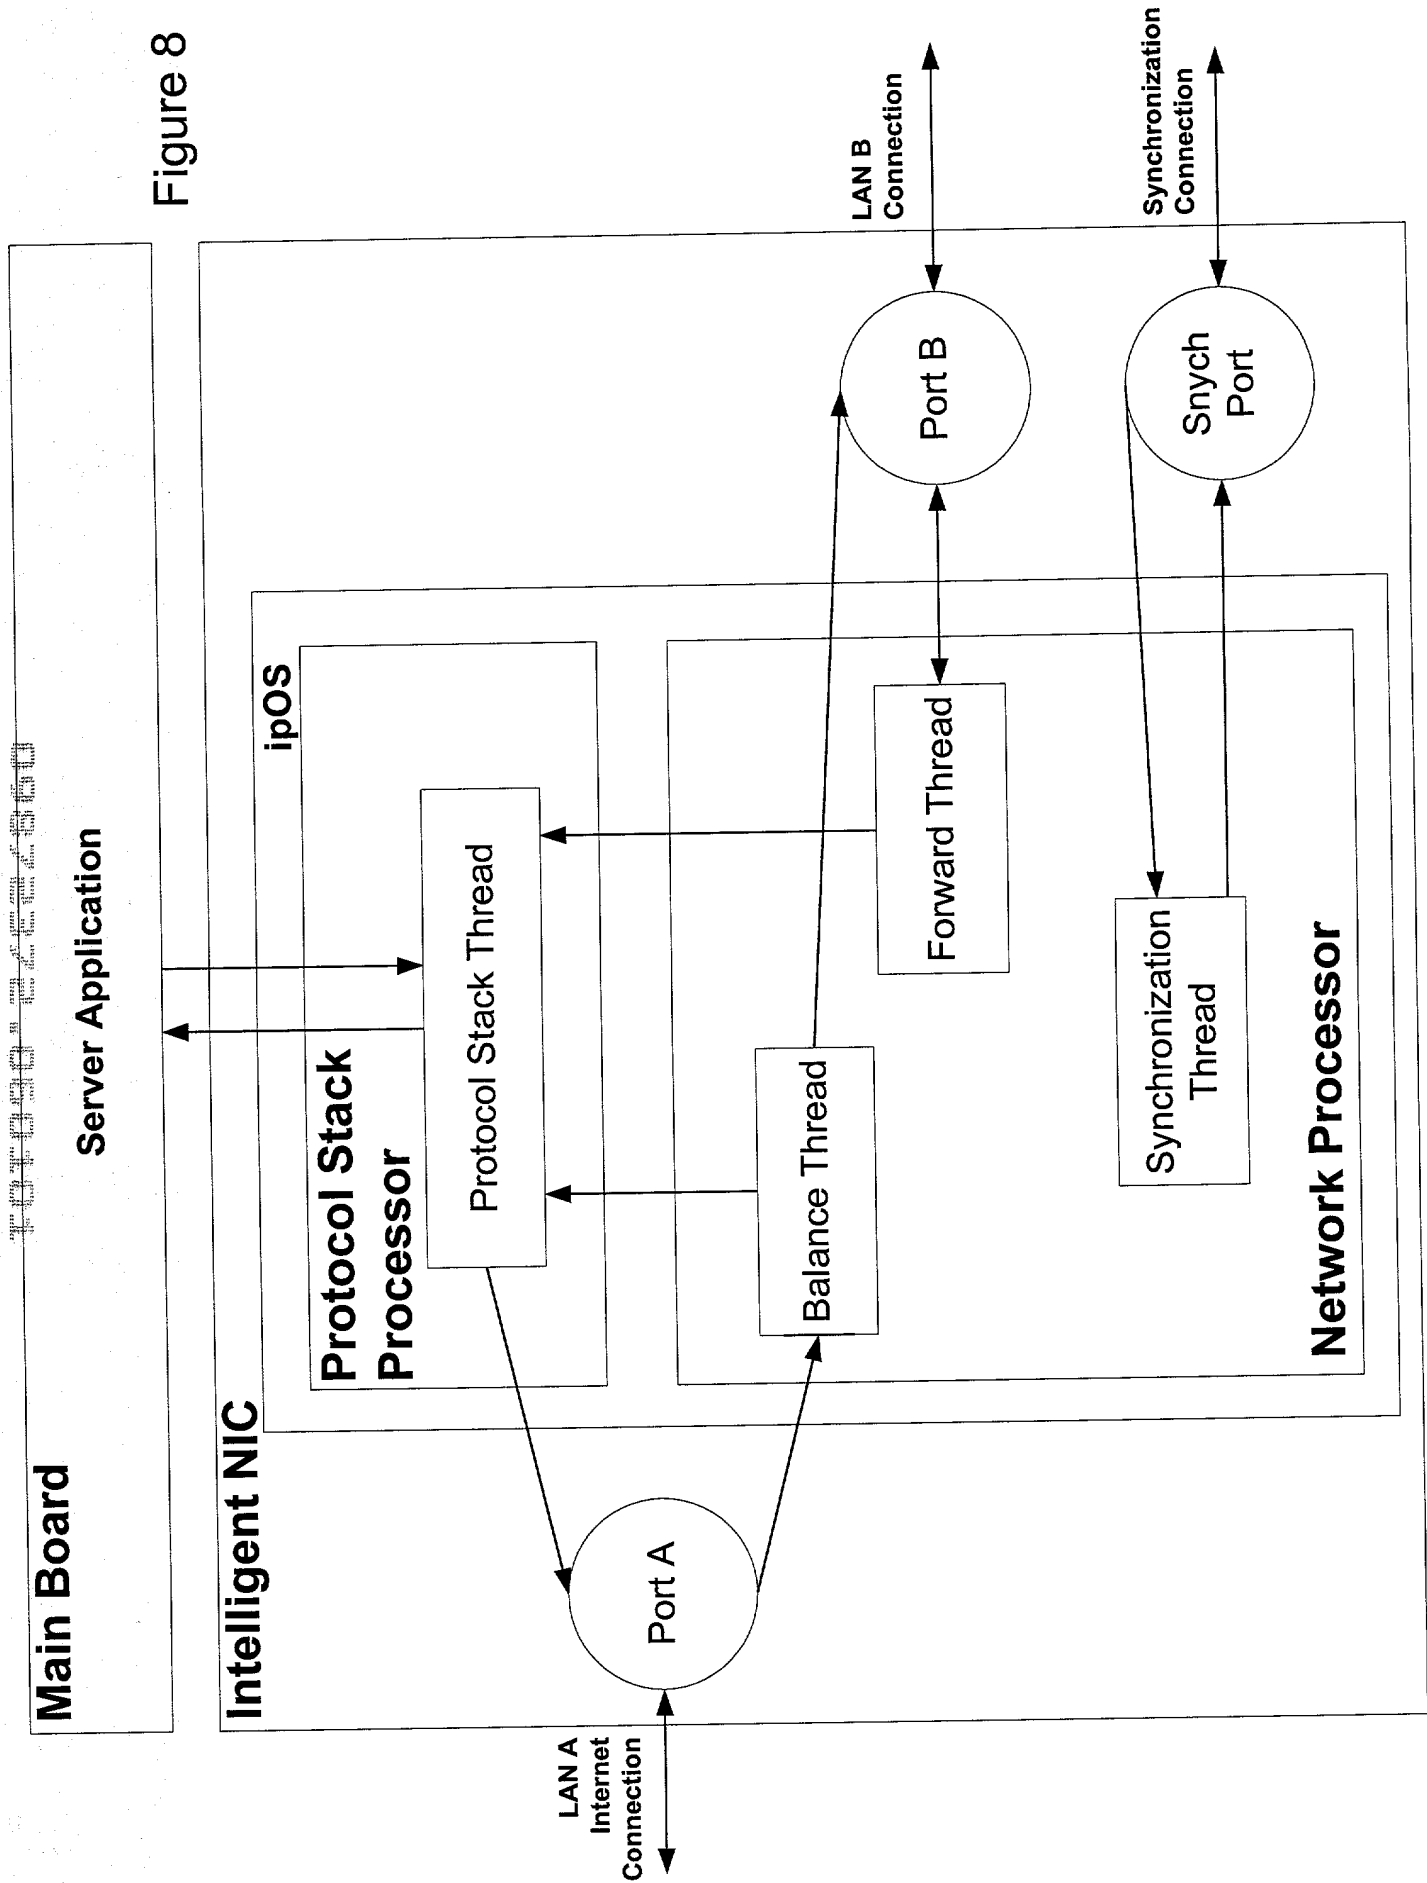 Figure 8
Main Board
Server Application
Intelligent NIC
ipOS
Protocol Stack
Processor
Protocol Stack Thread
LAN A
Internet
Connection
Port A
Balance Thread
Forward Thread
Port B
LAN B
Connection
Synchronization
Thread
Snych
Port
Synchronization
Connection
Network Processor